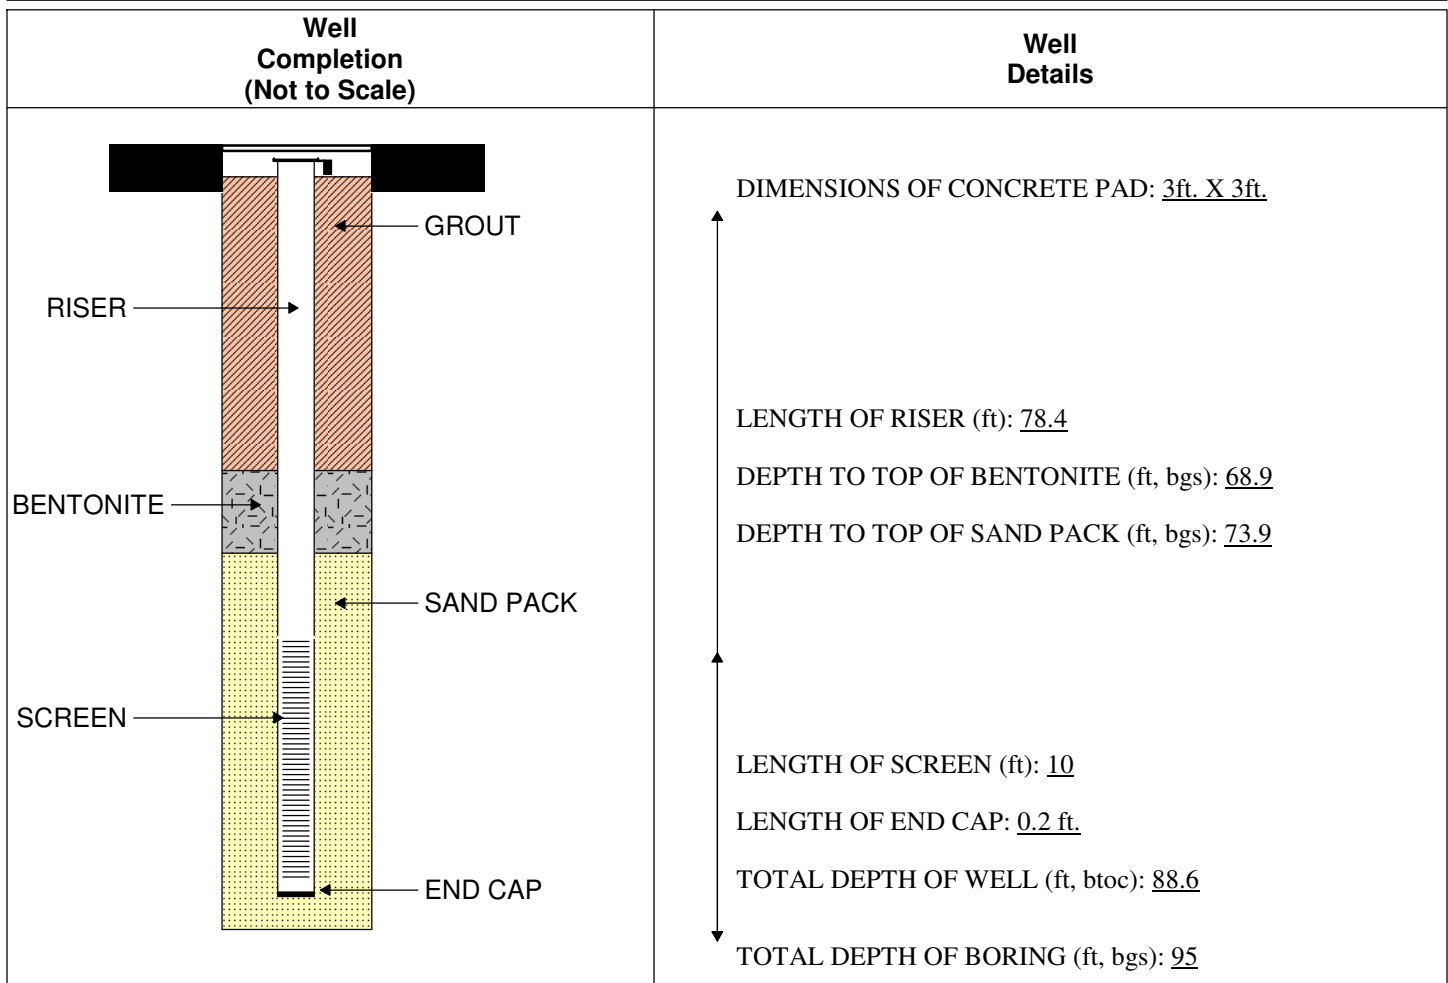 Well
Completion
(Not to Scale)
Well
Details
GROUT
RISER
BENTONITE
SAND PACK
SCREEN
END CAP
DIMENSIONS OF CONCRETE PAD: 3ft. X 3ft.
LENGTH OF RISER (ft): 78.4
DEPTH TO TOP OF BENTONITE (ft, bgs): 68.9
DEPTH TO TOP OF SAND PACK (ft, bgs): 73.9
LENGTH OF SCREEN (ft): 10
LENGTH OF END CAP: 0.2 ft.
TOTAL DEPTH OF WELL (ft, btoc): 88.6
TOTAL DEPTH OF BORING (ft, bgs): 95